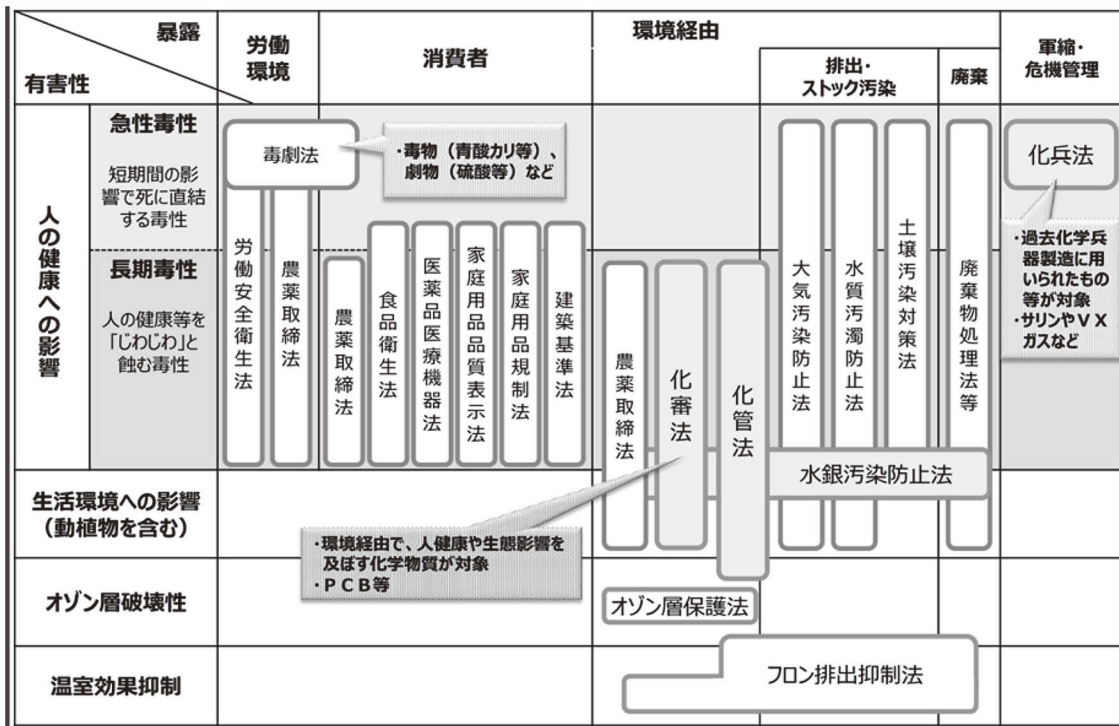 暴露
有害性
労働
環境
消費者
環境経由
排出・
ストック汚染
廃棄
軍縮・
危機管理
人の健康への影響
急性毒性
短期間の影
響で死に直結
する毒性
長期毒性
人の健康等を
「じわじわ」と
蝕む毒性
毒劇法
・毒物（青酸カリ等）、
劇物（硫酸等）など
労働安全衛生法
農薬取締法
農薬取締法
食品衛生法
医薬品医療機器法
家庭用品品質表示法
家庭用品規制法
建築基準法
農薬取締法
化審法
化管法
大気汚染防止法
水質汚濁防止法
土壌汚染対策法
廃棄物処理法等
化兵法
・過去化学兵
器製造に用
いられたもの
等が対象
・サリンやＶＸ
ガスなど
水銀汚染防止法
生活環境への影響
（動植物を含む）
・環境経由で、人健康や生態影響を
及ぼす化学物質が対象
・ＰＣＢ等
オゾン層破壊性
オゾン層保護法
温室効果抑制
フロン排出抑制法